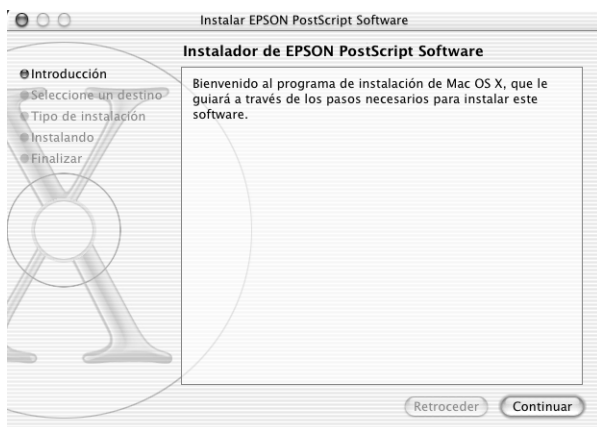 Instalar EPSON PostScript Software
Instalador de EPSON PostScript Software
Introducción
Seleccione un destino
Tipo de instalación
Instalando
Finalizar
Bienvenido al programa de instalación de Mac OS X, que le
guiará a través de los pasos necesarios para instalar este
software.
Retroceder
Continuar